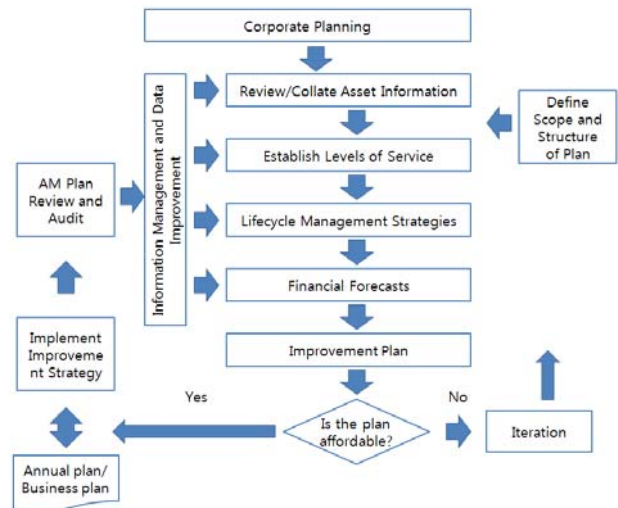 Corporate Planning
Review/Collate Asset Information
Define
Scope and
Structure
of Plan
Information Management and Data
Improvement
Establish Levels of Service
AM Plan
Review and
Audit
Lifecycle Management Strategies
Financial Forecasts
Implement
Improveme
nt Strategy
Improvement Plan
Yes
No
Is the plan
affordable?
Iteration
Annual plan/
Business plan